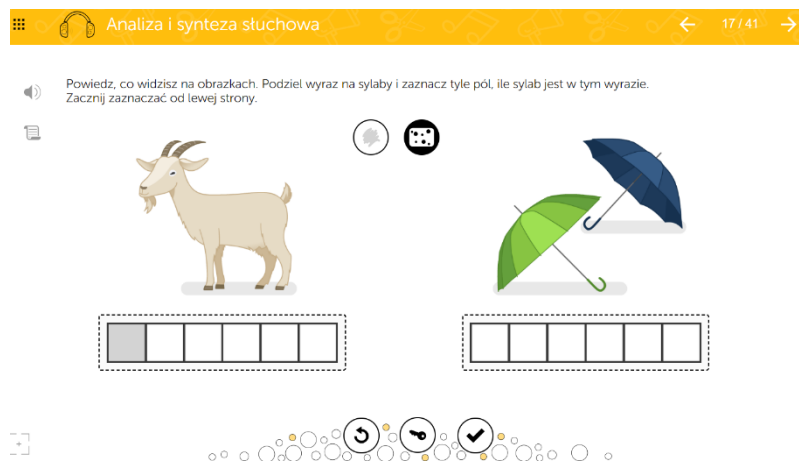 Analiza i synteza słuchowa
17 / 41
Powiedz, co widzisz na obrazkach. Podziel wyraz na sylaby i zaznacz tyle pól, ile sylab jest w tym wyrazie.
Zacznij zaznaczać od lewej strony.